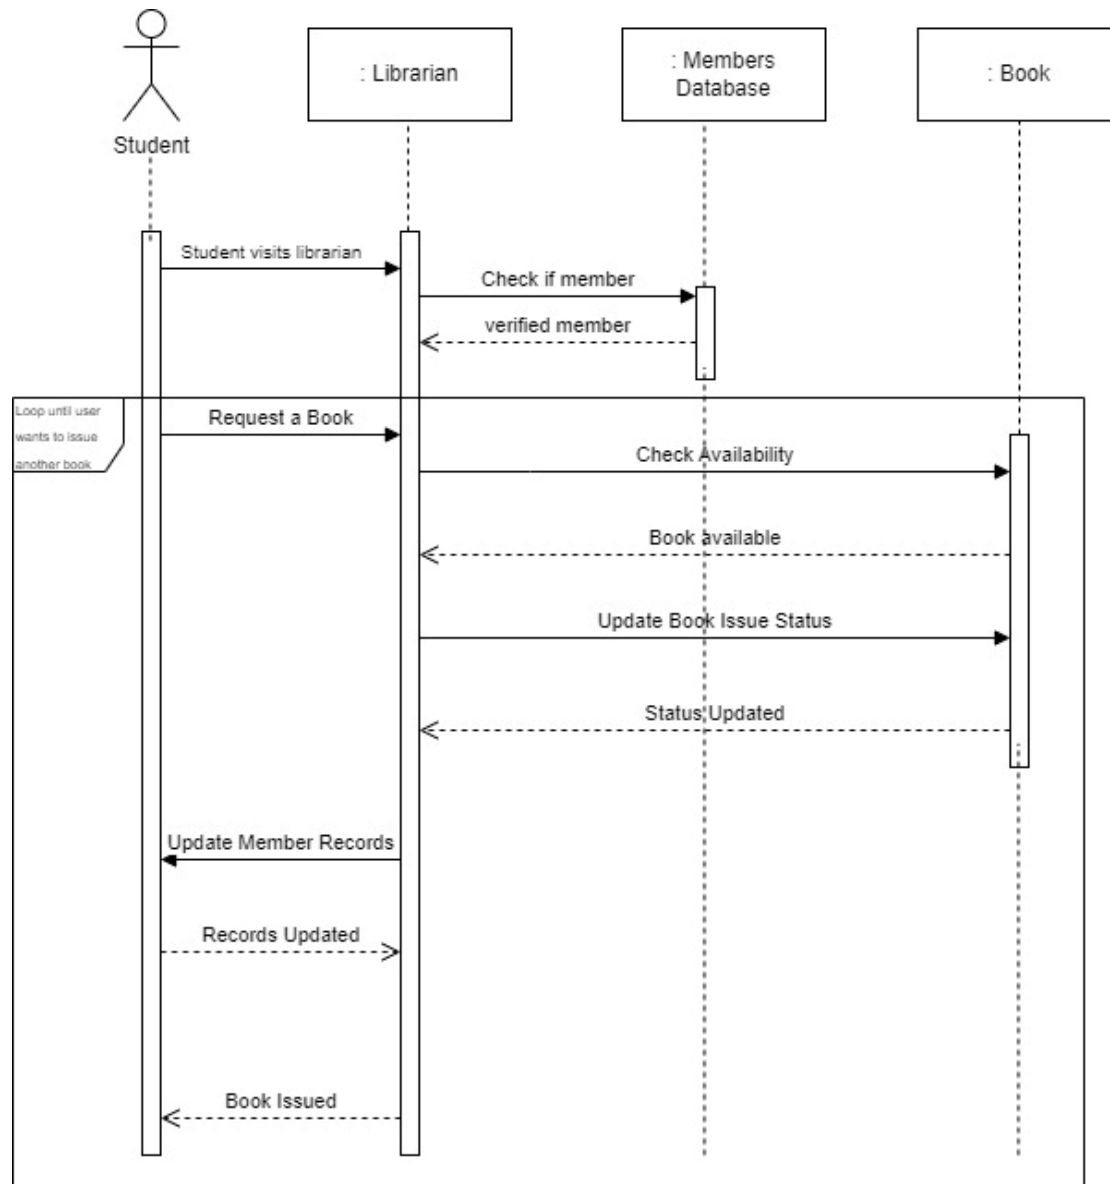 Student
: Librarian
: Members
Database
: Book
Student visits librarian
Check if member
verified member
Loop until user
wants to issue
another book
Request a Book
Check Availability
Book available
Update Book Issue Status
Status Updated
Update Member Records
Records Updated
Book Issued